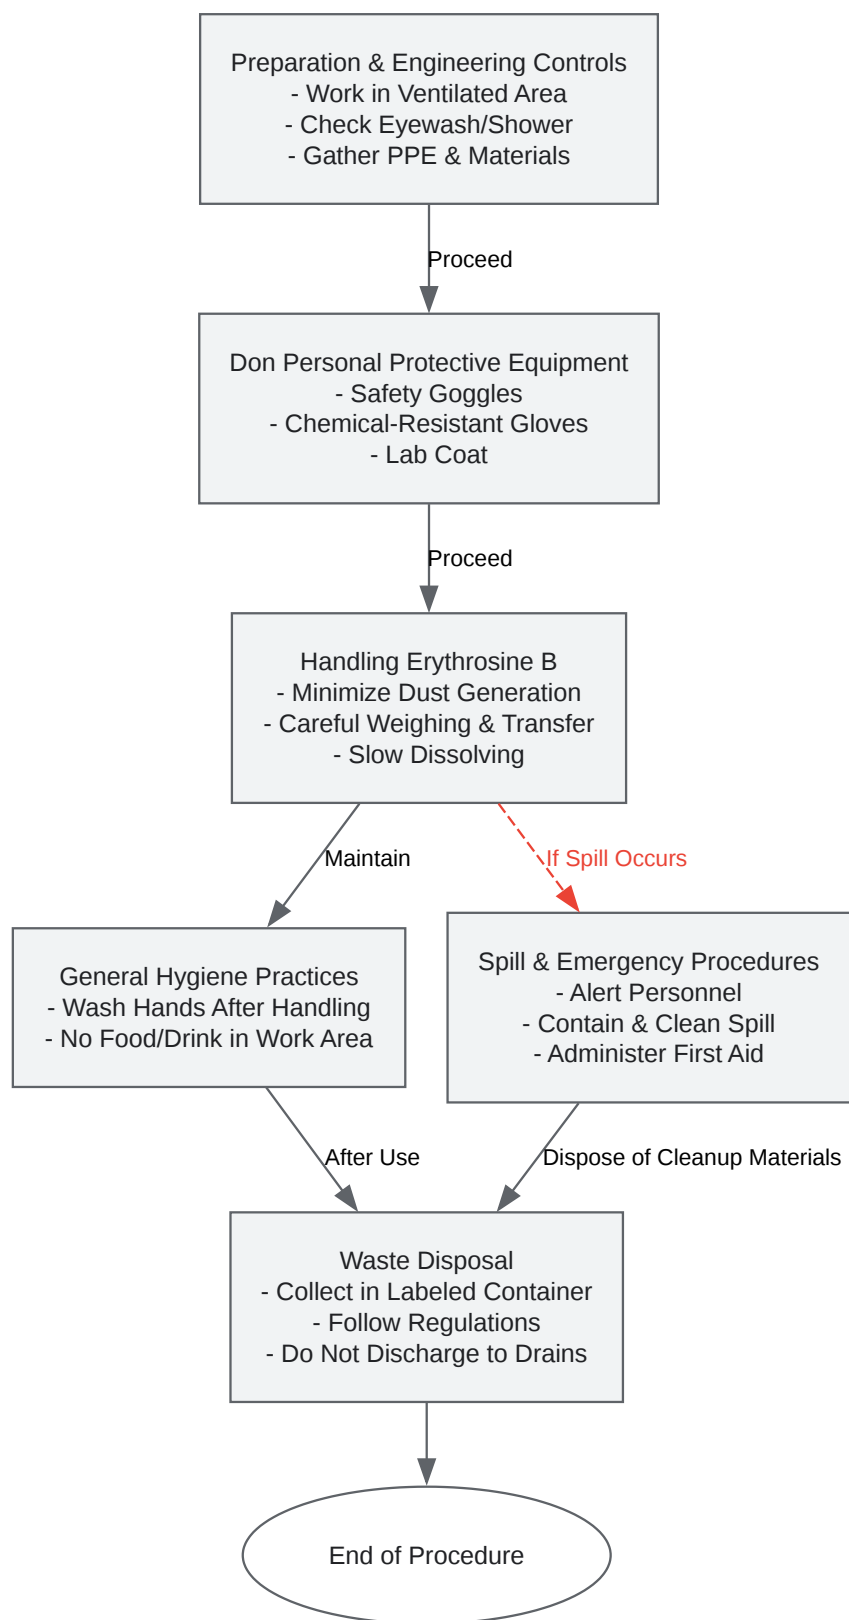 Preparation & Engineering Controls
- Work in Ventilated Area
- Check Eyewash/Shower
- Gather PPE & Materials
Proceed
Don Personal Protective Equipment
- Safety Goggles
- Chemical-Resistant Gloves
- Lab Coat
Proceed
Handling Erythrosine B
- Minimize Dust Generation
- Careful Weighing & Transfer
- Slow Dissolving
Maintain
If Spill Occurs
General Hygiene Practices
- Wash Hands After Handling
- No Food/Drink in Work Area
Spill & Emergency Procedures
- Alert Personnel
- Contain & Clean Spill
- Administer First Aid
After Use
Dispose of Cleanup Materials
Waste Disposal
- Collect in Labeled Container
- Follow Regulations
- Do Not Discharge to Drains
End of Procedure